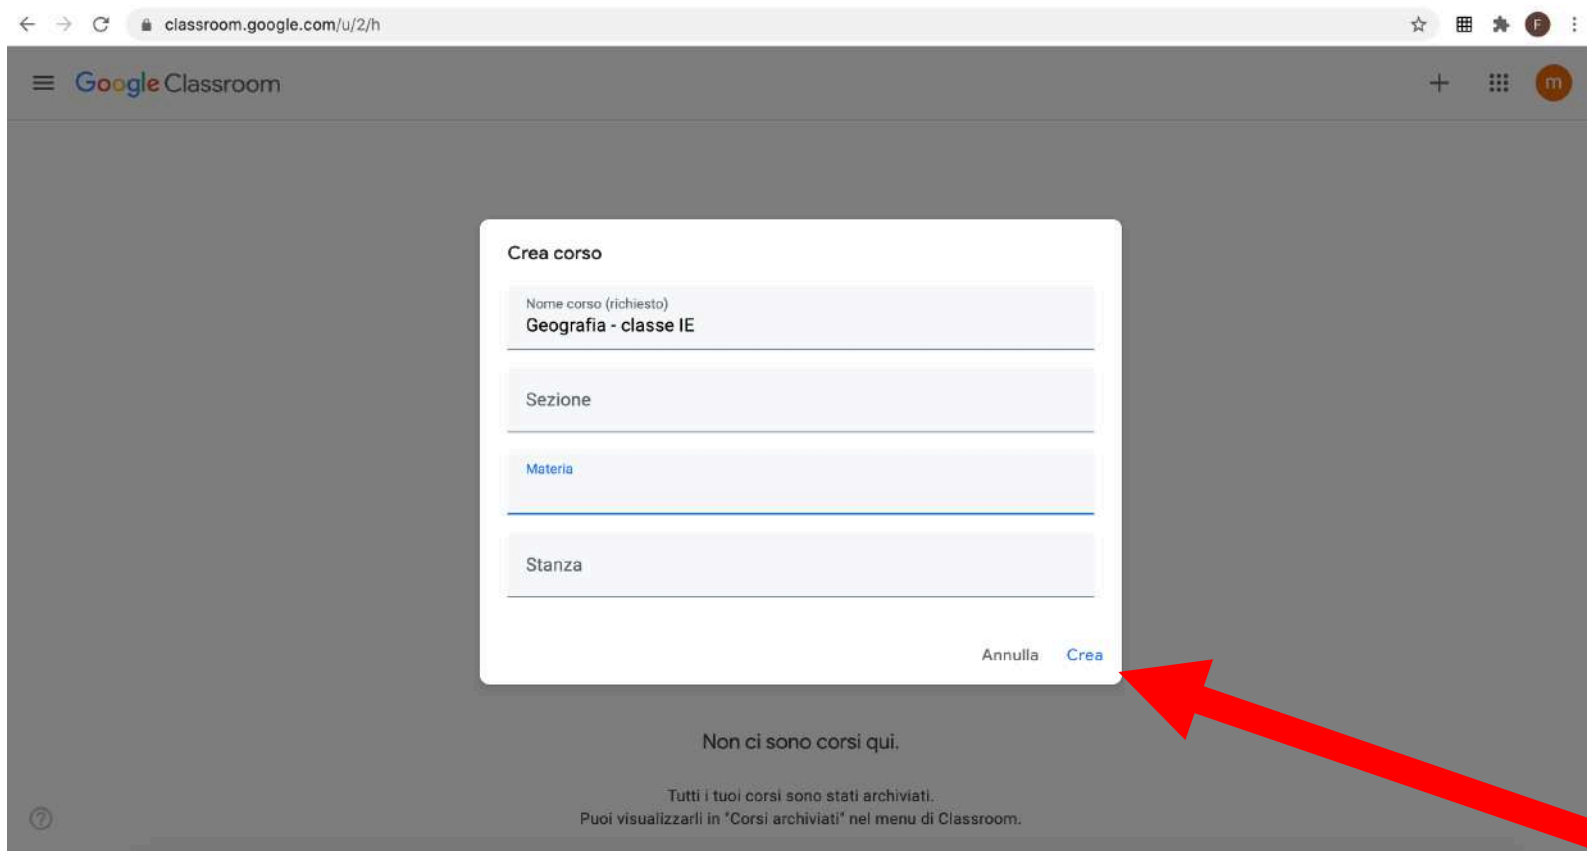 classroom.google.com/u/2/h
F
Google Classroom
m
Crea corso
Nome corso (richiesto)
Geografia - classe IE
Sezione
Materia
Stanza
Annulla Crea
Non ci sono corsi qui.
Tutti i tuoi corsi sono stati archiviati.
Puoi visualizzarli in "Corsi archiviati" nel menu di Classroom.